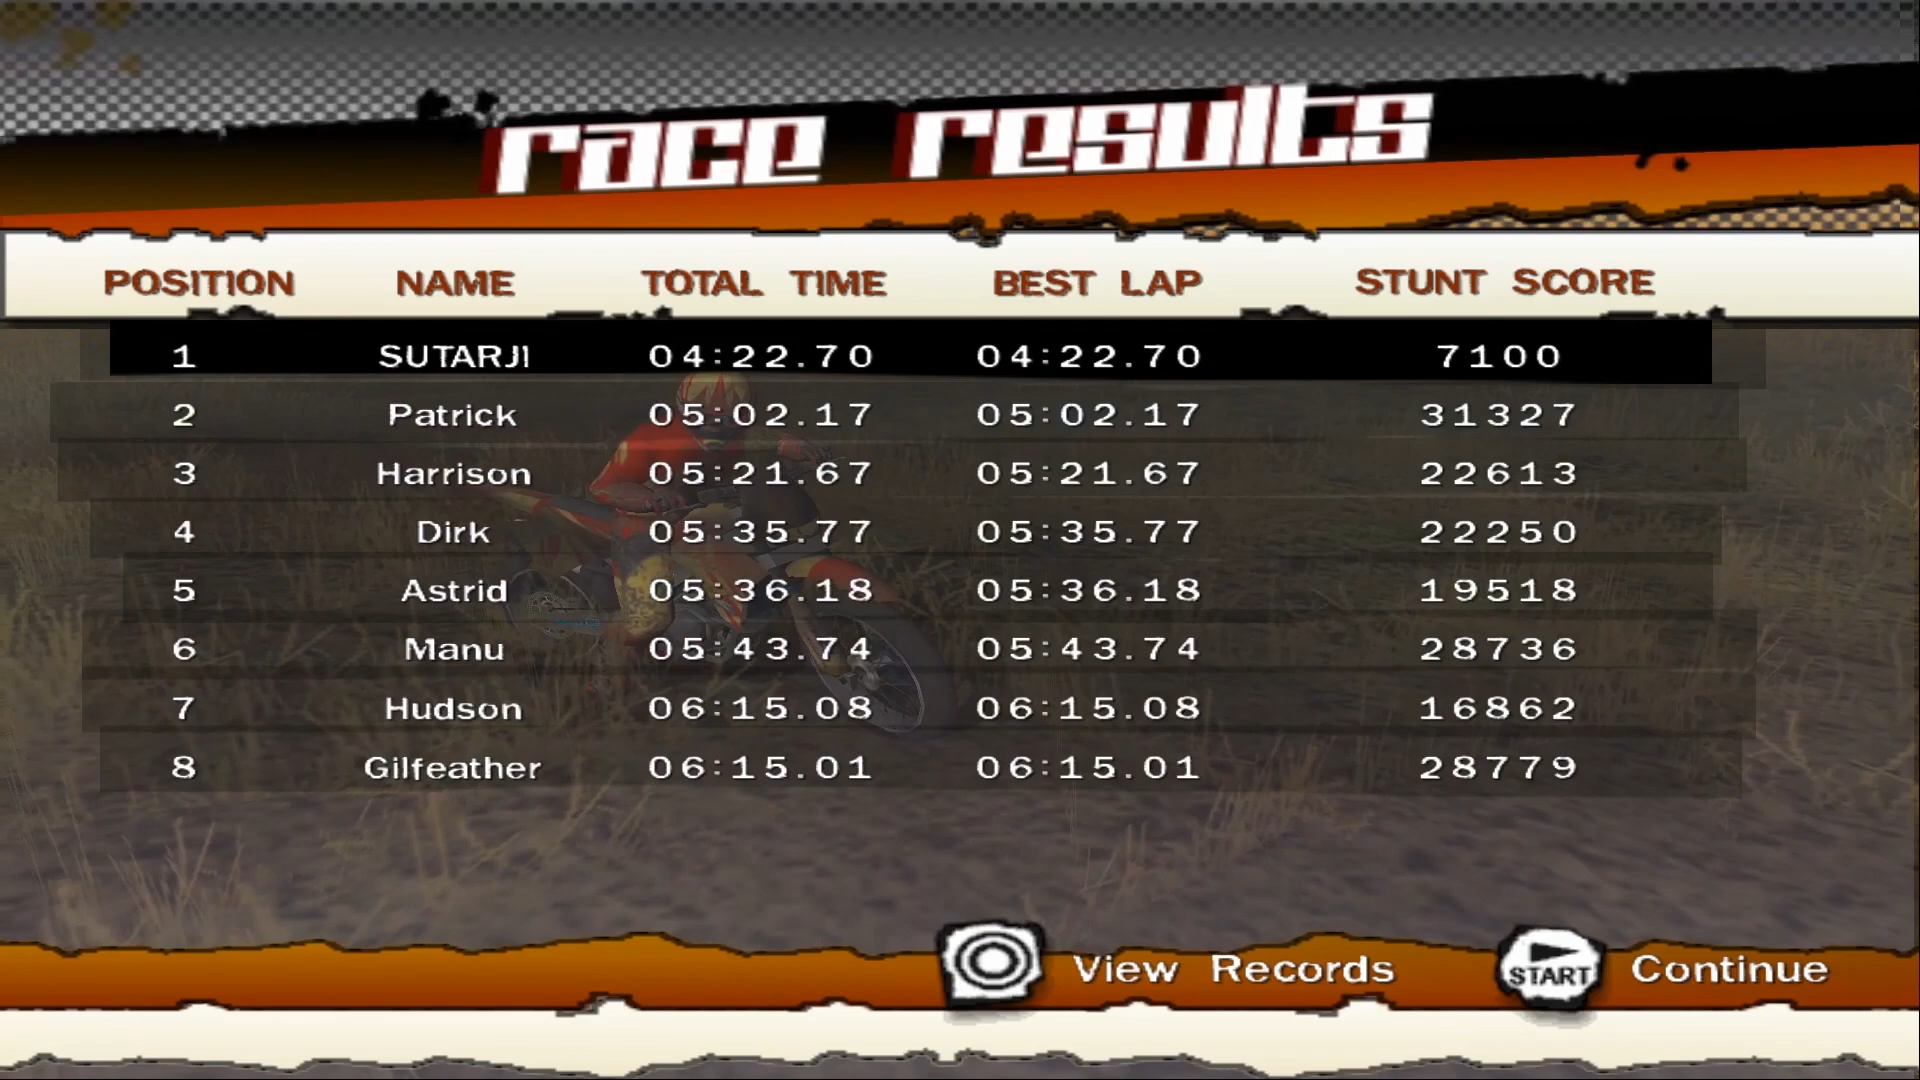 race results
POSITION NAME TOTAL TIME BEST LAP STUNT SCORE
1 SUTARJI 04:22.70 04:22.70 7100
2 Patrick 05:02.17 05:02.17 31327
3 Harrison 05:21.67 05:21.67 22613
4 Dirk 05:35.77 05:35.77 22250
5 Astrid 05:36.18 05:36.18 19518
6 Manu 05:43.74 05:43.74 28736
7 Hudson 06:15.08 06:15.08 16862
8 Gilfeather 06:15.01 06:15.01 28779
View Records START Continue